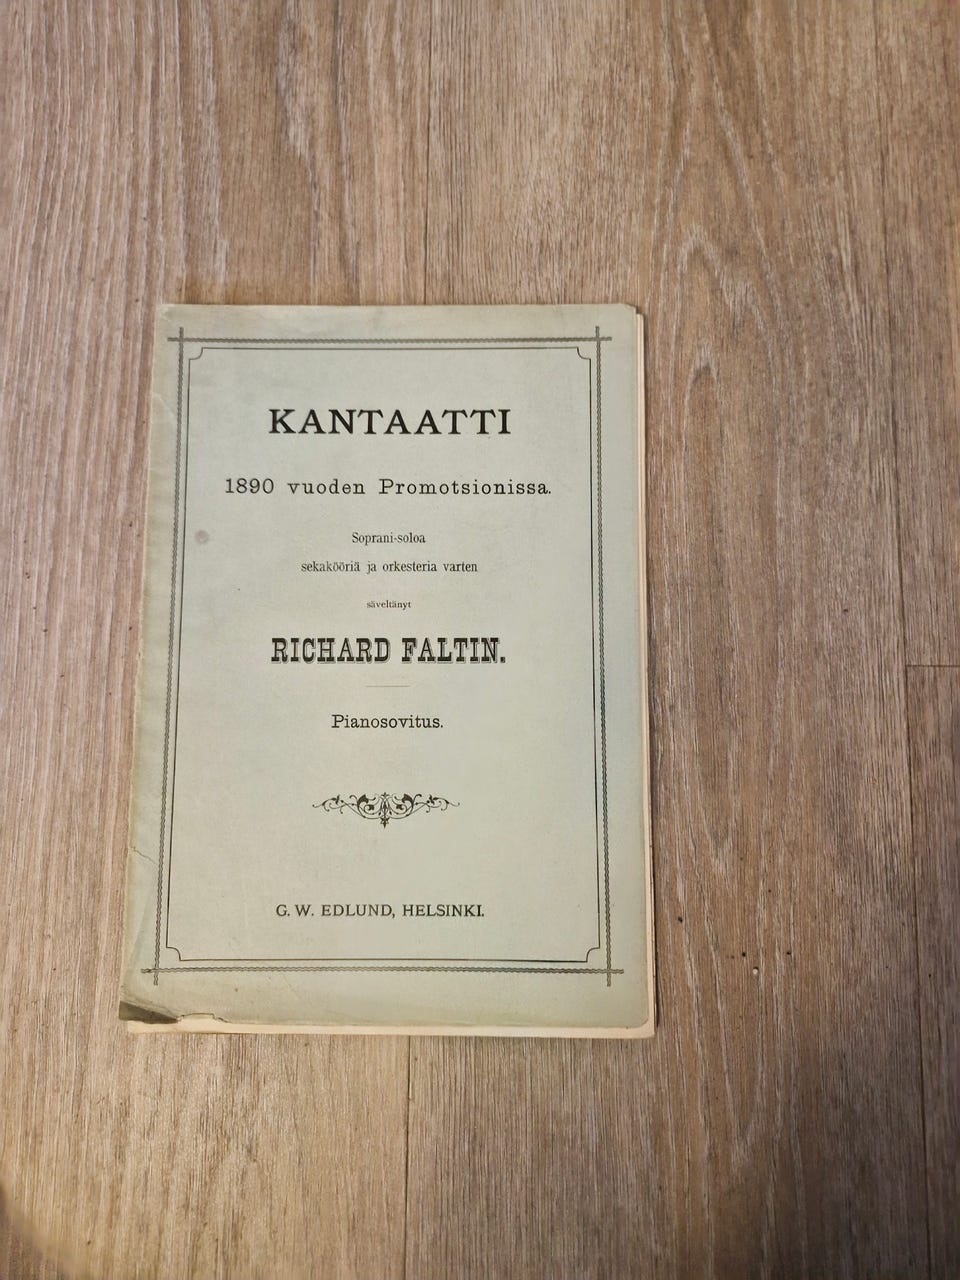 KANTAATTI
1890 vuoden Promotsionissa.
Soprani-soloa
sekakööriä ja orkesteria varten
säveltänyt
RICHARD FALTIN.
Pianosovitus.
G. W. EDLUND, HELSINKI.